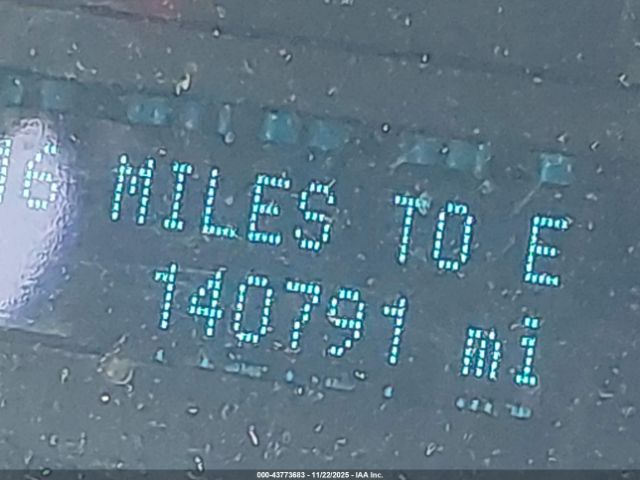 MILES TO E
140791 mi
000-43773683 - 11/22/2025 - IAA Inc.